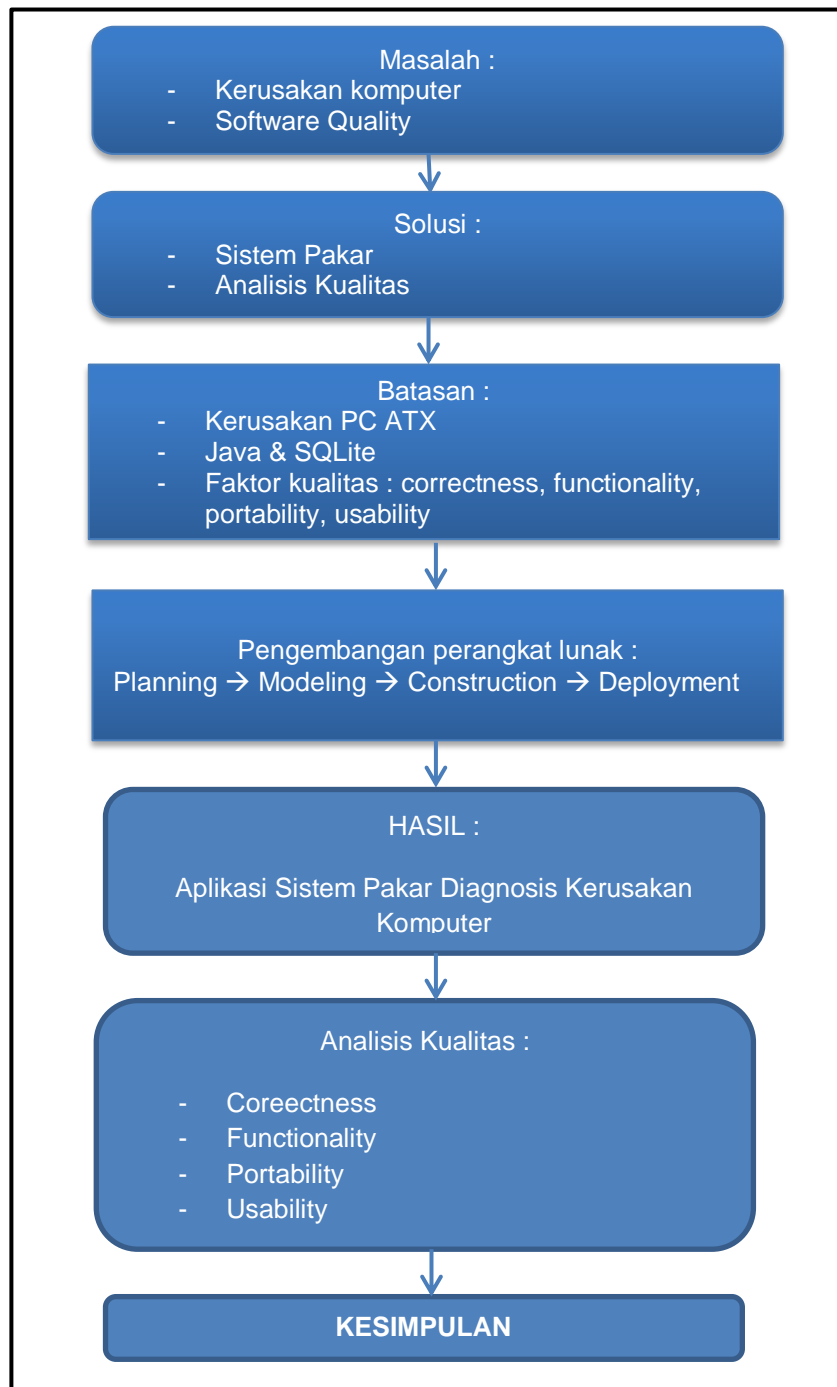 Masalah :
- Kerusakan komputer
- Software Quality
Solusi :
- Sistem Pakar
- Analisis Kualitas
Batasan :
- Kerusakan PC ATX
- Java & SQLite
- Faktor kualitas : correctness, functionality,
portability, usability
Pengembangan perangkat lunak :
Planning → Modeling → Construction → Deployment
HASIL :
Aplikasi Sistem Pakar Diagnosis Kerusakan
Komputer
Analisis Kualitas :
- Coreectness
- Functionality
- Portability
- Usability
KESIMPULAN